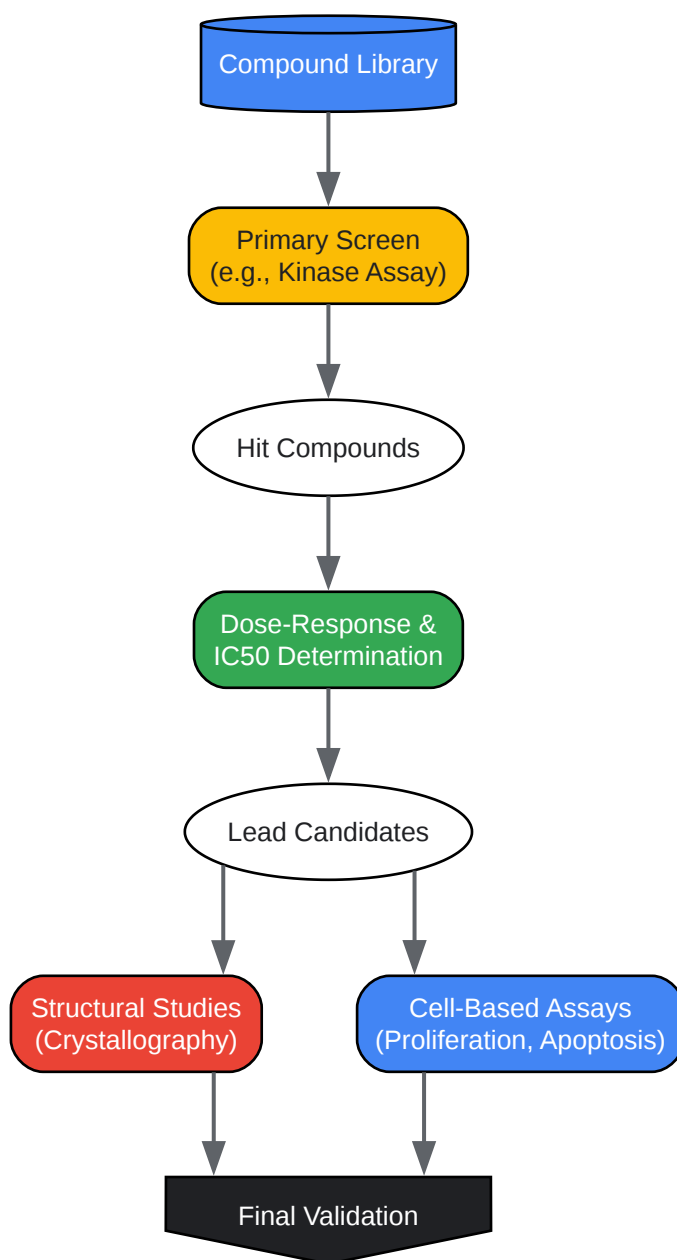 Compound Library
Primary Screen
(e.g., Kinase Assay)
Hit Compounds
Dose-Response &
IC50 Determination
Lead Candidates
Structural Studies
(Crystallography)
Cell-Based Assays
(Proliferation, Apoptosis)
Final Validation